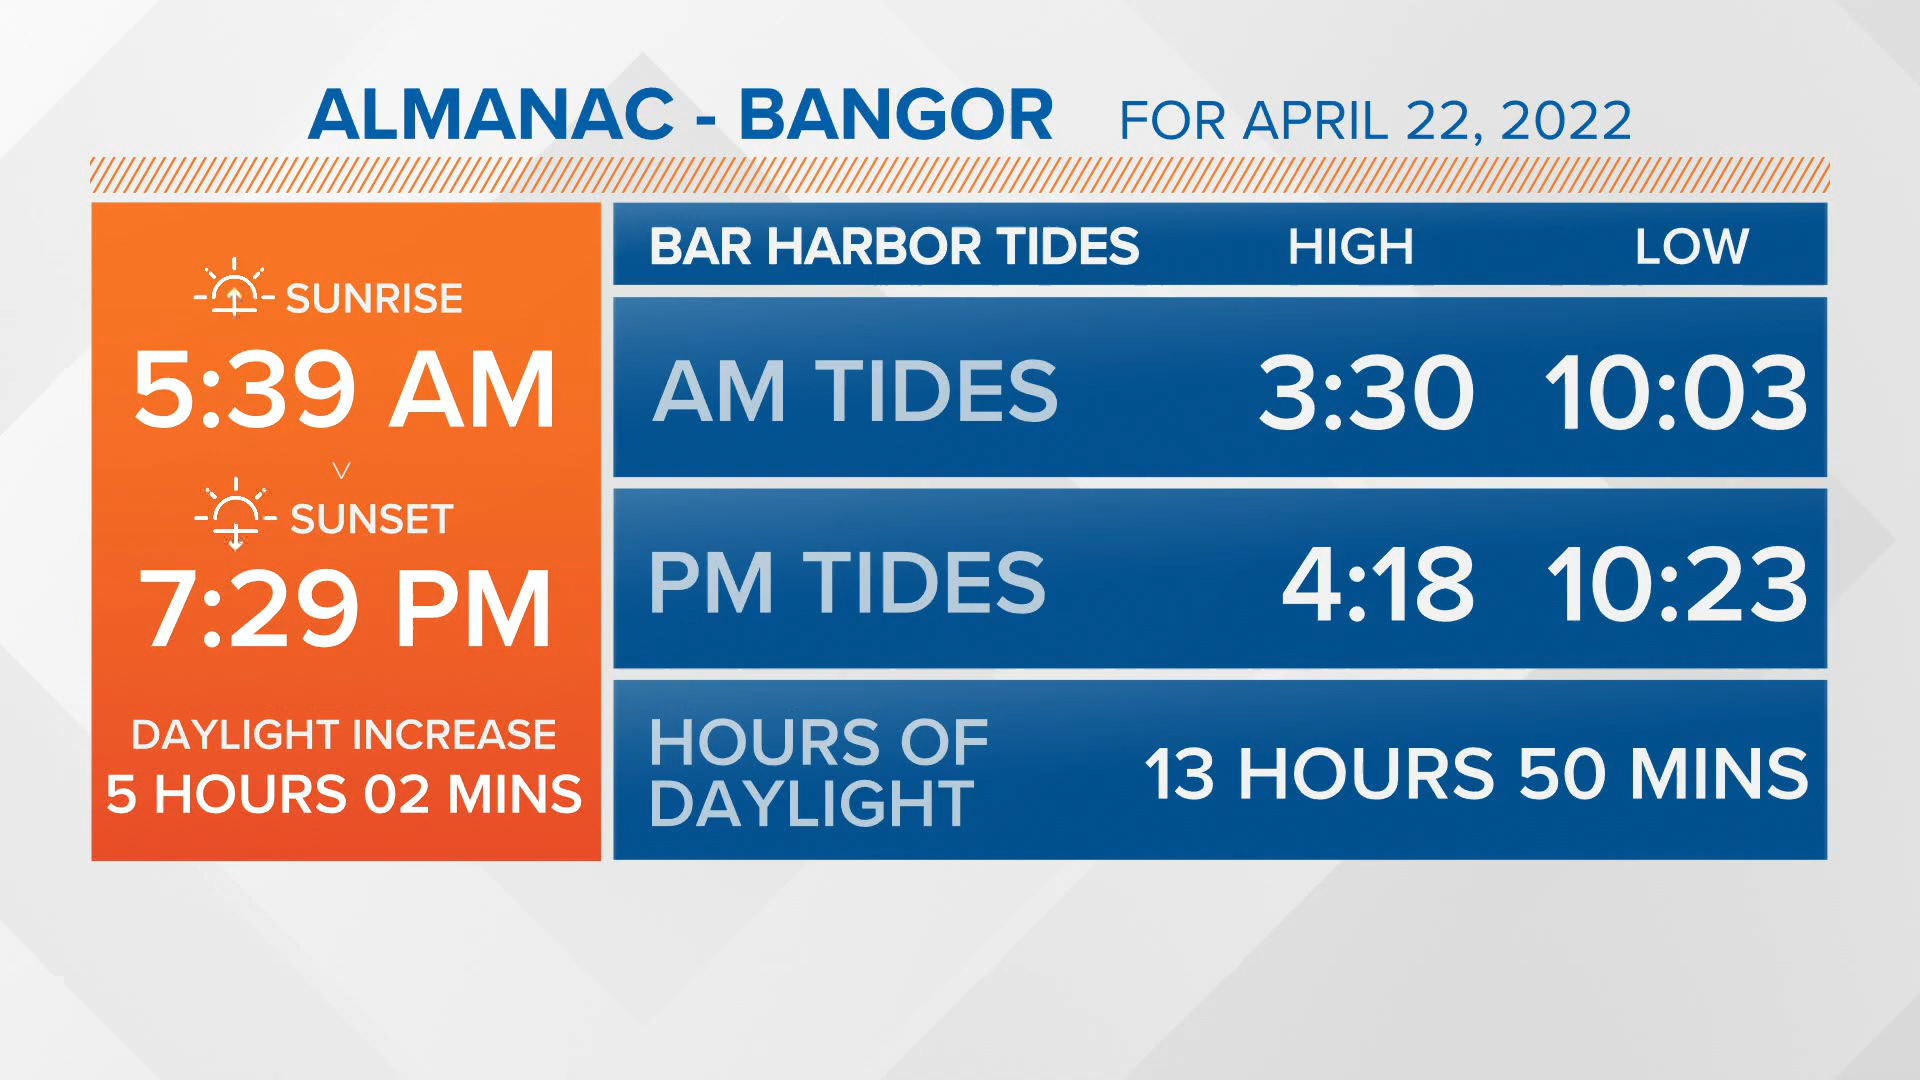 ALMANAC - BANGOR FOR APRIL 22, 2022
SUNRISE
5:39 AM
SUNSET
7:29 PM
DAYLIGHT INCREASE
5 HOURS 02 MINS
BAR HARBOR TIDES HIGH LOW
AM TIDES 3:30 10:03
PM TIDES 4:18 10:23
HOURS OF
DAYLIGHT
13 HOURS 50 MINS